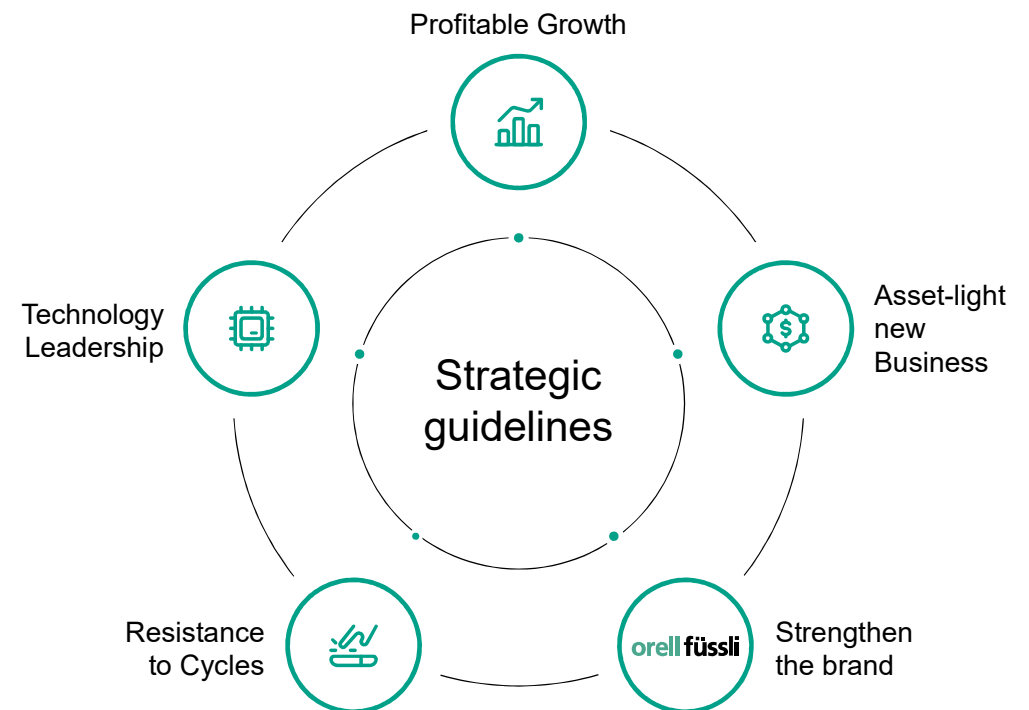 Profitable Growth
Asset-light
new
Business
Technology
Leadership
Strategic
guidelines
$
Resistance
to Cycles
orell füssli
Strengthen
the brand